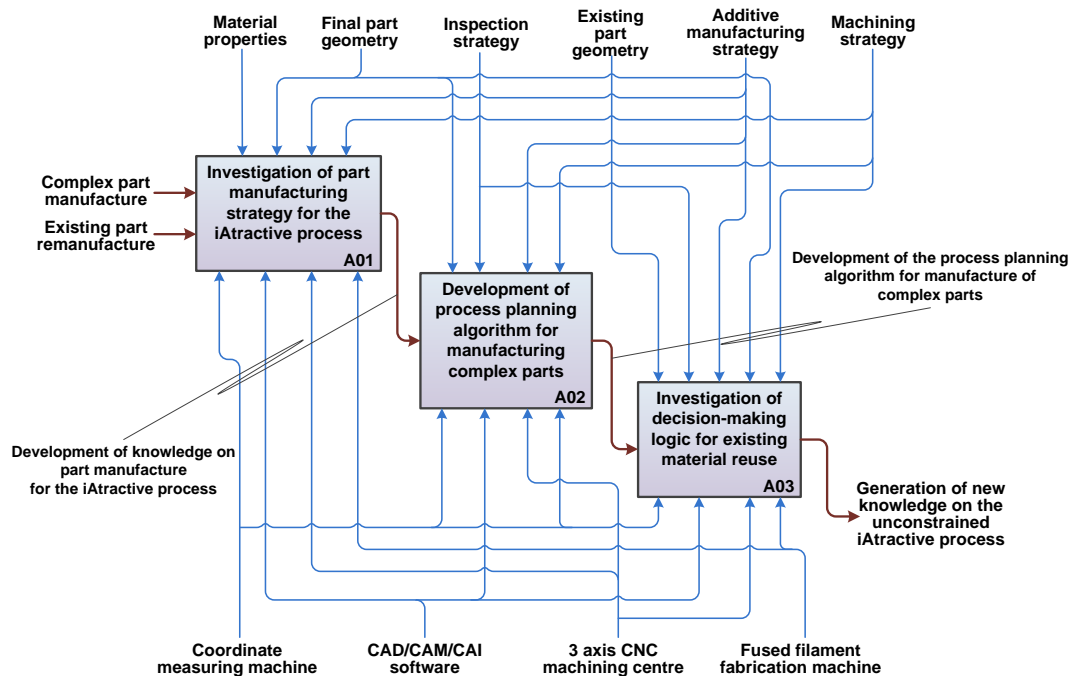 Material
properties
Final part
geometry
Inspection
strategy
Existing
part
geometry
Additive
manufacturing
strategy
Machining
strategy
Complex part
manufacture
Existing part
remanufacture
Investigation of part
manufacturing
strategy for the
iAtractive process
A01
Development of the process planning
algorithm for manufacture of
complex parts
Development of
process planning
algorithm for
manufacturing
complex parts
A02
Investigation of
decision-making
logic for existing
material reuse
A03
Development of knowledge on
part manufacture
for the iAtractive process
Generation of new
knowledge on the
unconstrained
iAtractive process
Coordinate
measuring machine
CAD/CAM/CAI
software
3 axis CNC
machining centre
Fused filament
fabrication machine